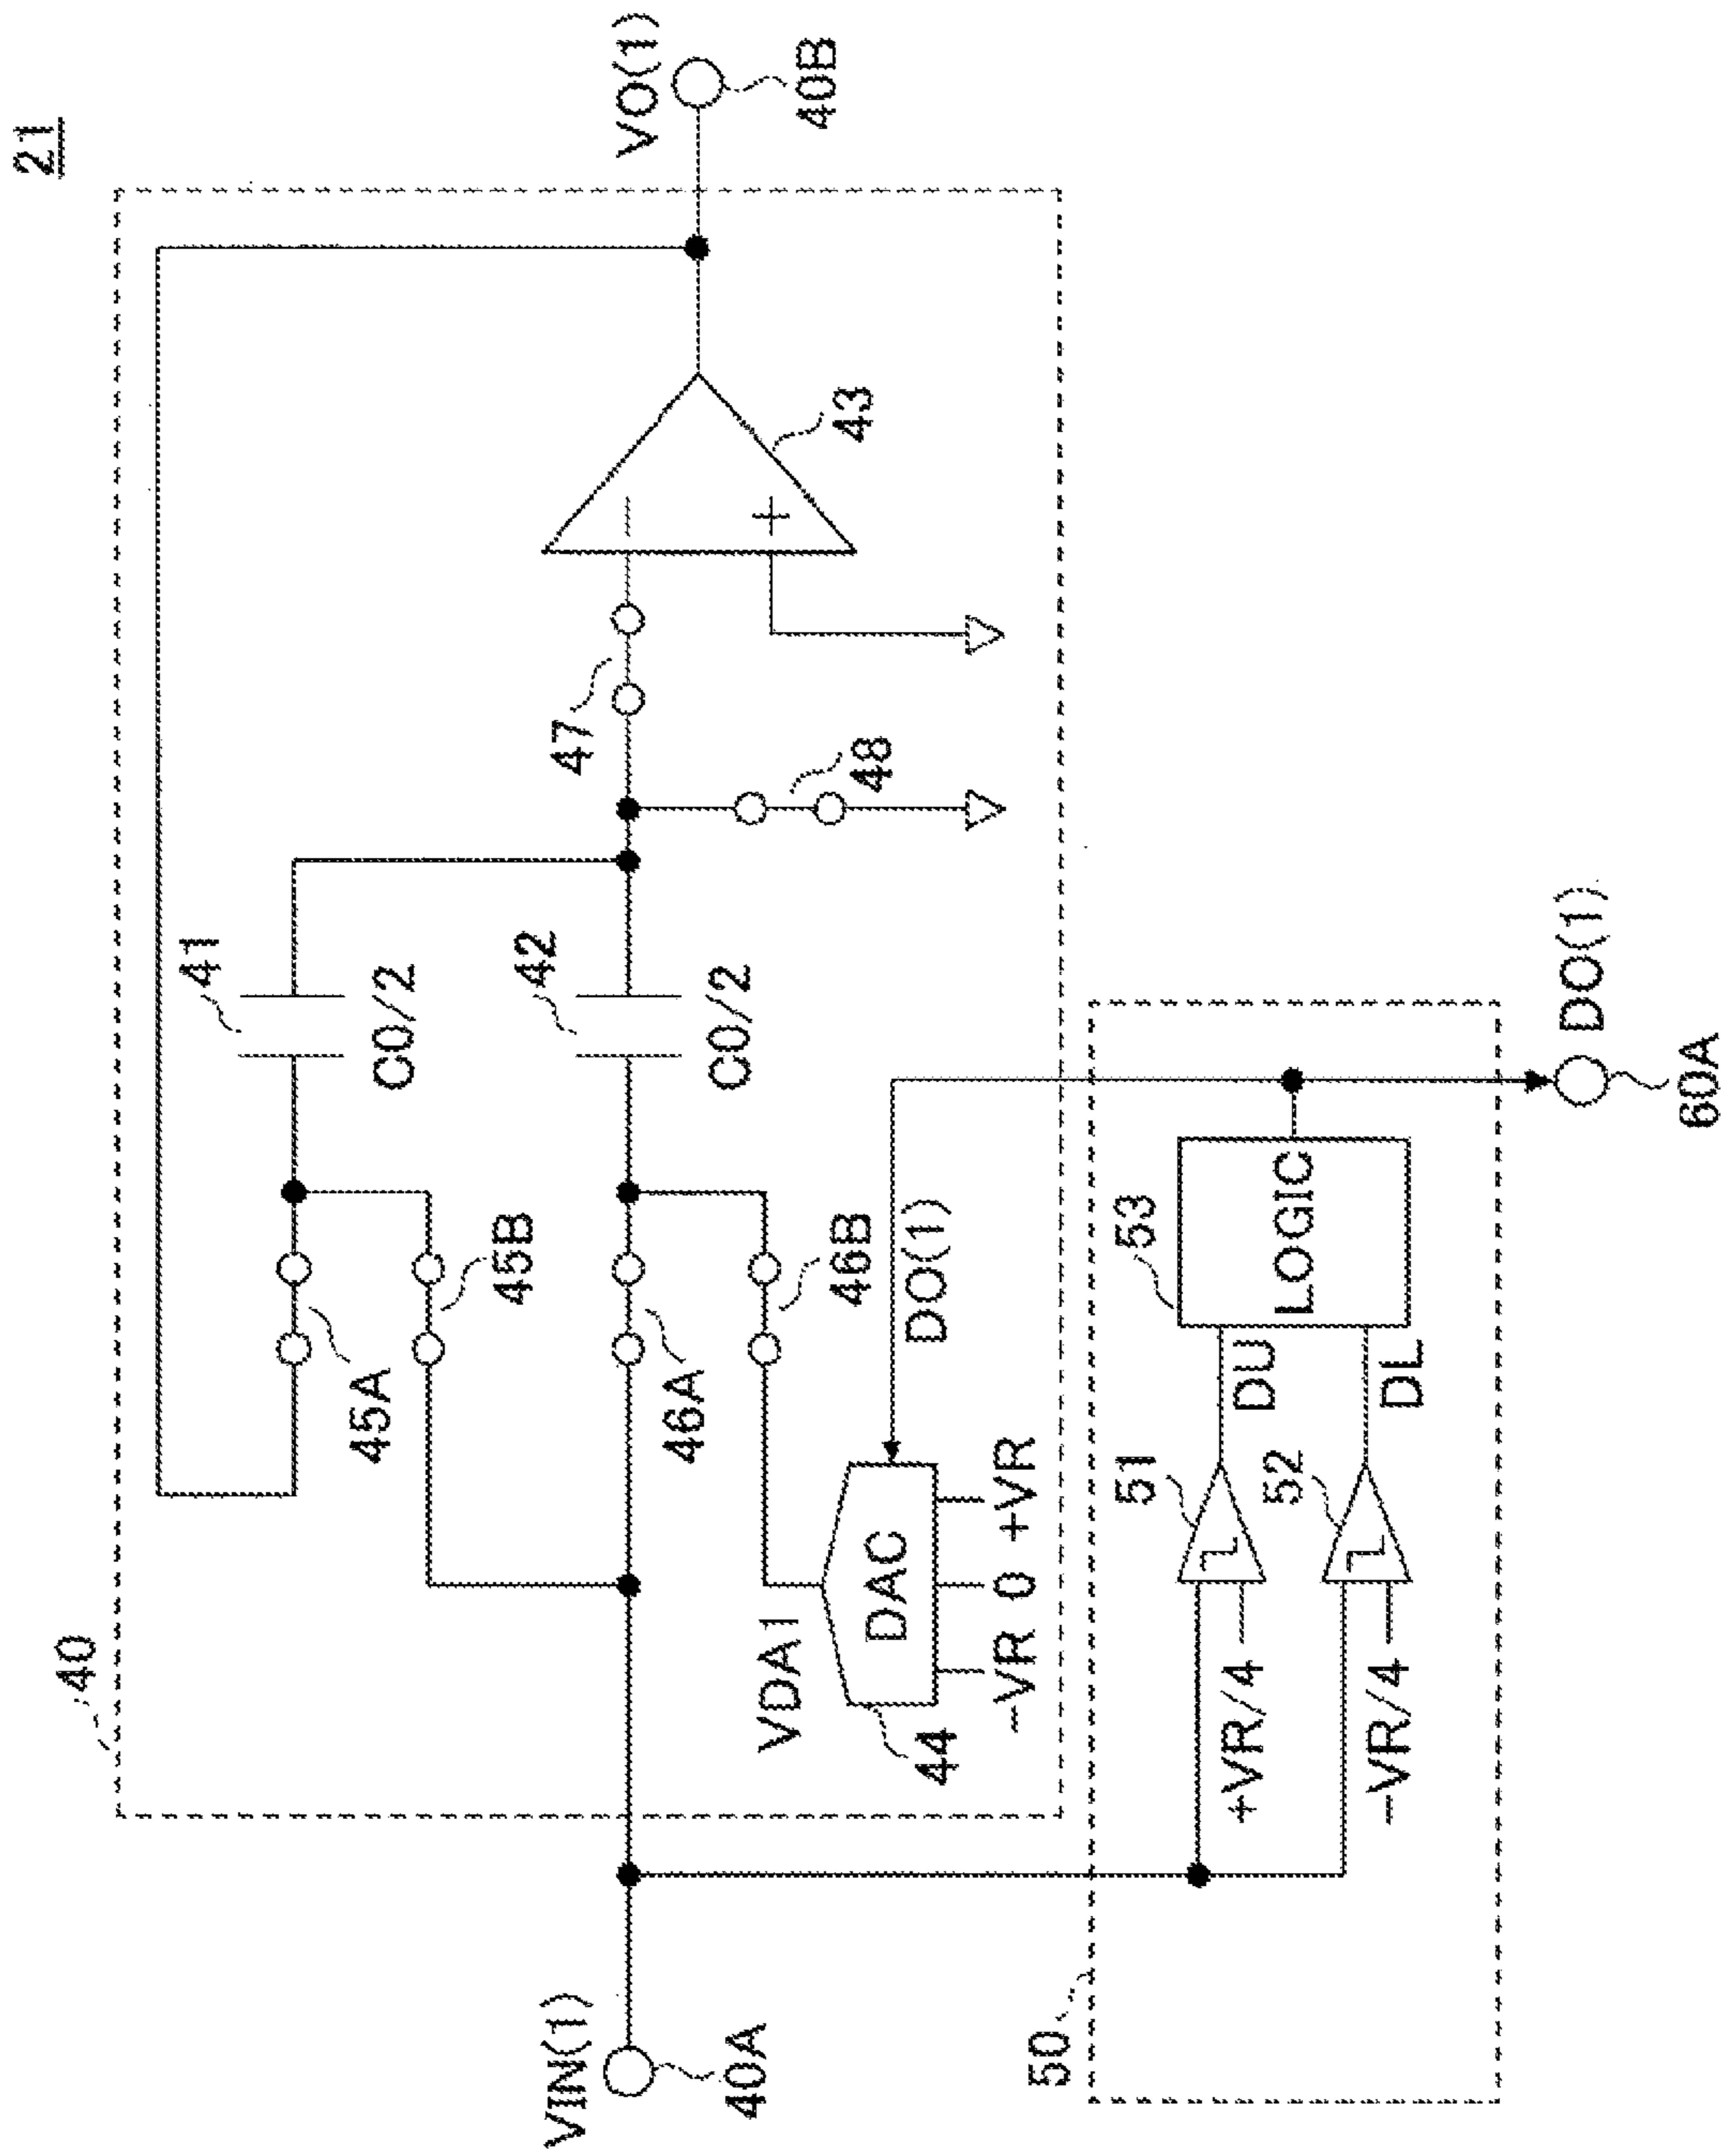 21
40
41
C0/2
45A
45B
42
C0/2
46A
46B
47
48
43
VO(1)
40B
VIN(1)
40A
VDA1
DAC
44
-VR 0 +VR
DO(1)
50
51
+VR/4
DU
52
-VR/4
DL
53
LOGIC
DO(1)
60A
−
+